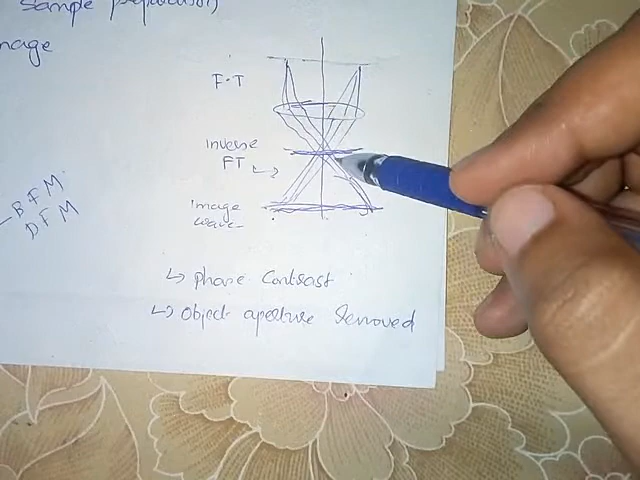 Sample preparation)
mage
F.T
Inverse
FT ↳
image
wave
- BFM
DFM
↳ phase Contrast
↳ Object aperture removed